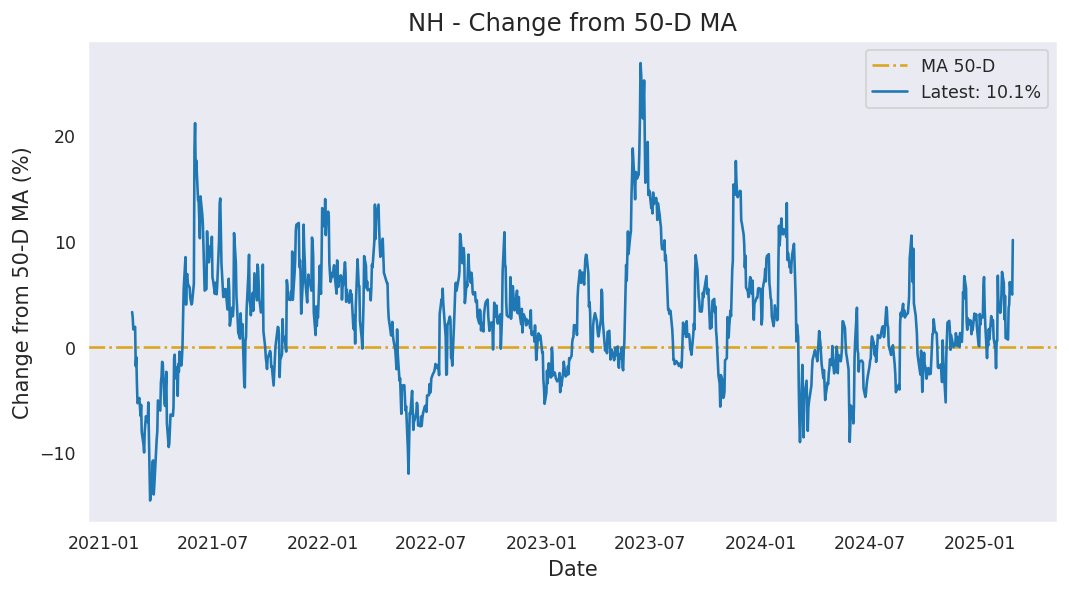 NH - Change from 50-D MA
MA 50-D
Latest: 10.1%
Change from 50-D MA (%)
20
10
0
−10
2021-01 2021-07 2022-01 2022-07 2023-01 2023-07 2024-01 2024-07 2025-01
Date